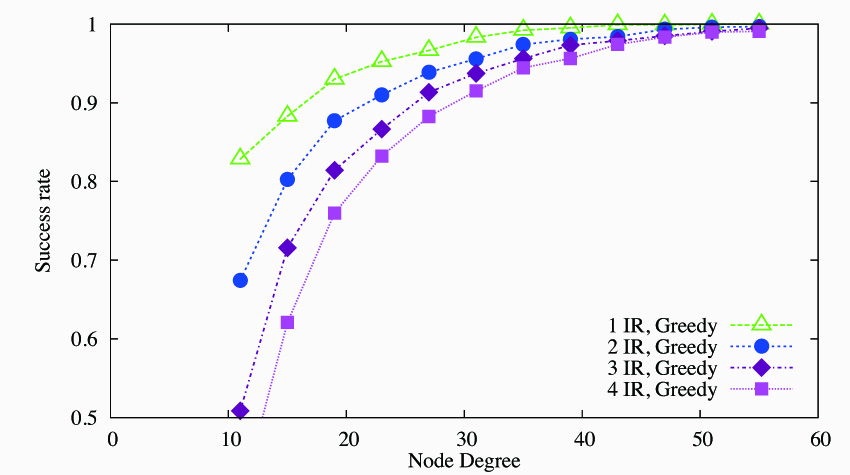 1
0.9
0.8
0.7
0.6
0.5
Success rate
0 10 20 30 40 50 60
Node Degree
1 IR, Greedy
2 IR, Greedy
3 IR, Greedy
4 IR, Greedy